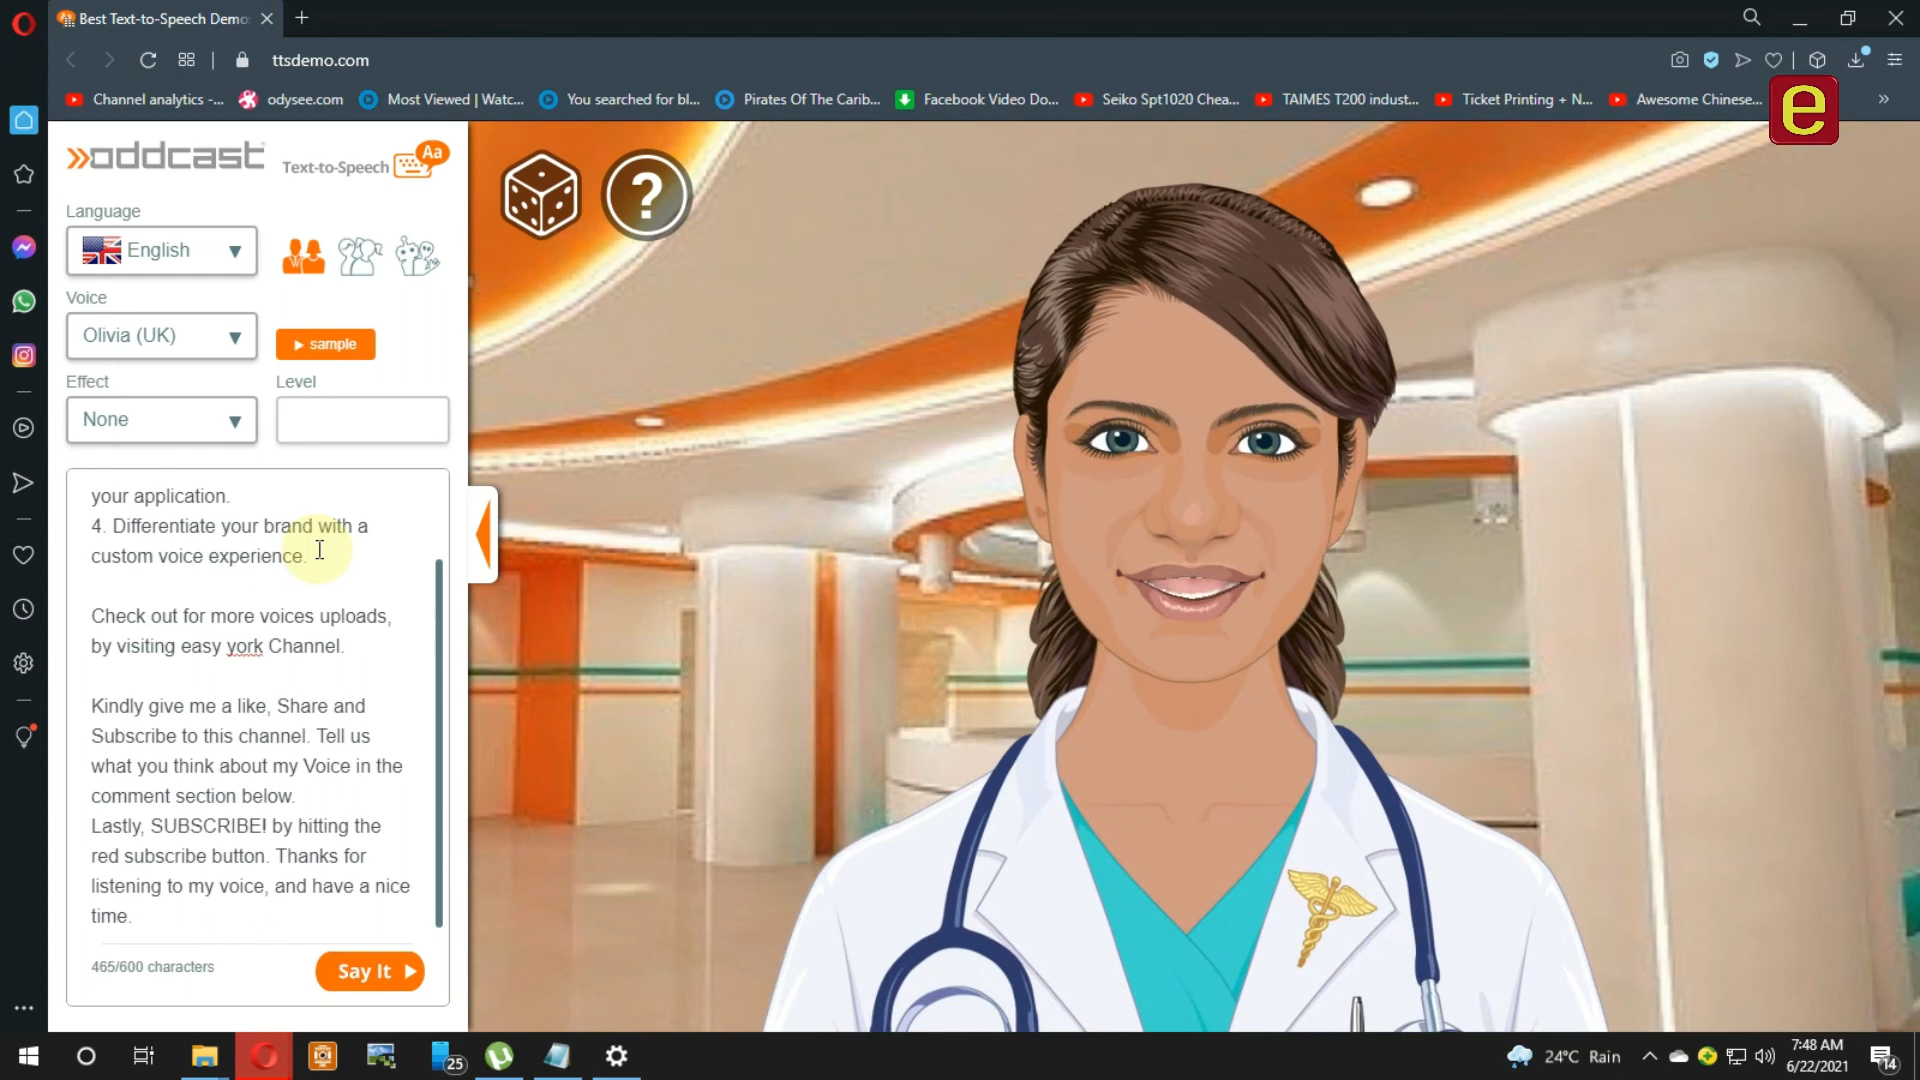 Best Text-to-Speech Demo
ttsdemo.com
Channel analytics -...
odysee.com
Most Viewed | Watc...
You searched for bl...
Pirates Of The Carib...
Facebook Video Do...
Seiko Spt1020 Chea...
TAIMES T200 indust...
Ticket Printing + N...
Awesome Chinese...
e
oddcast
Text-to-Speech
Aa
?
Language
English
Voice
Olivia (UK)
sample
Effect
Level
None
your application.
4. Differentiate your brand with a
custom voice experience.
Check out for more voices uploads,
by visiting easy york Channel.
Kindly give me a like, Share and
Subscribe to this channel. Tell us
what you think about my Voice in the
comment section below.
Lastly, SUBSCRIBE! by hitting the
red subscribe button. Thanks for
listening to my voice, and have a nice
time.
465/600 characters
Say It
25
24°C Rain
7:48 AM
6/22/2021
14